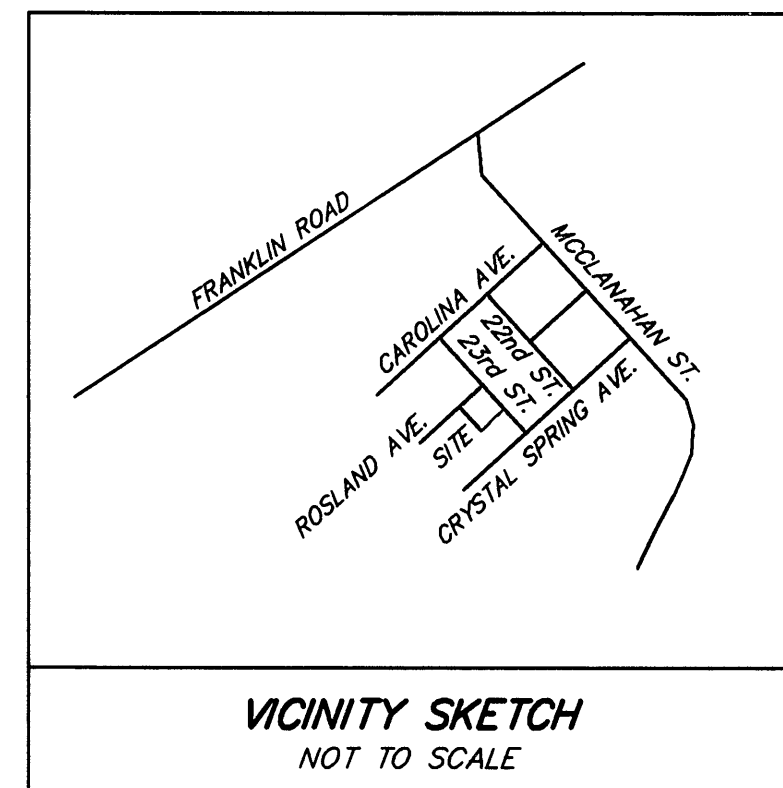 FRANKLIN ROAD
MCCLANAHAN ST.
CAROLINA AVE.
22nd ST.
23rd ST.
ROSLAND AVE.
SITE
CRYSTAL SPRING AVE.
VICINITY SKETCH
NOT TO SCALE